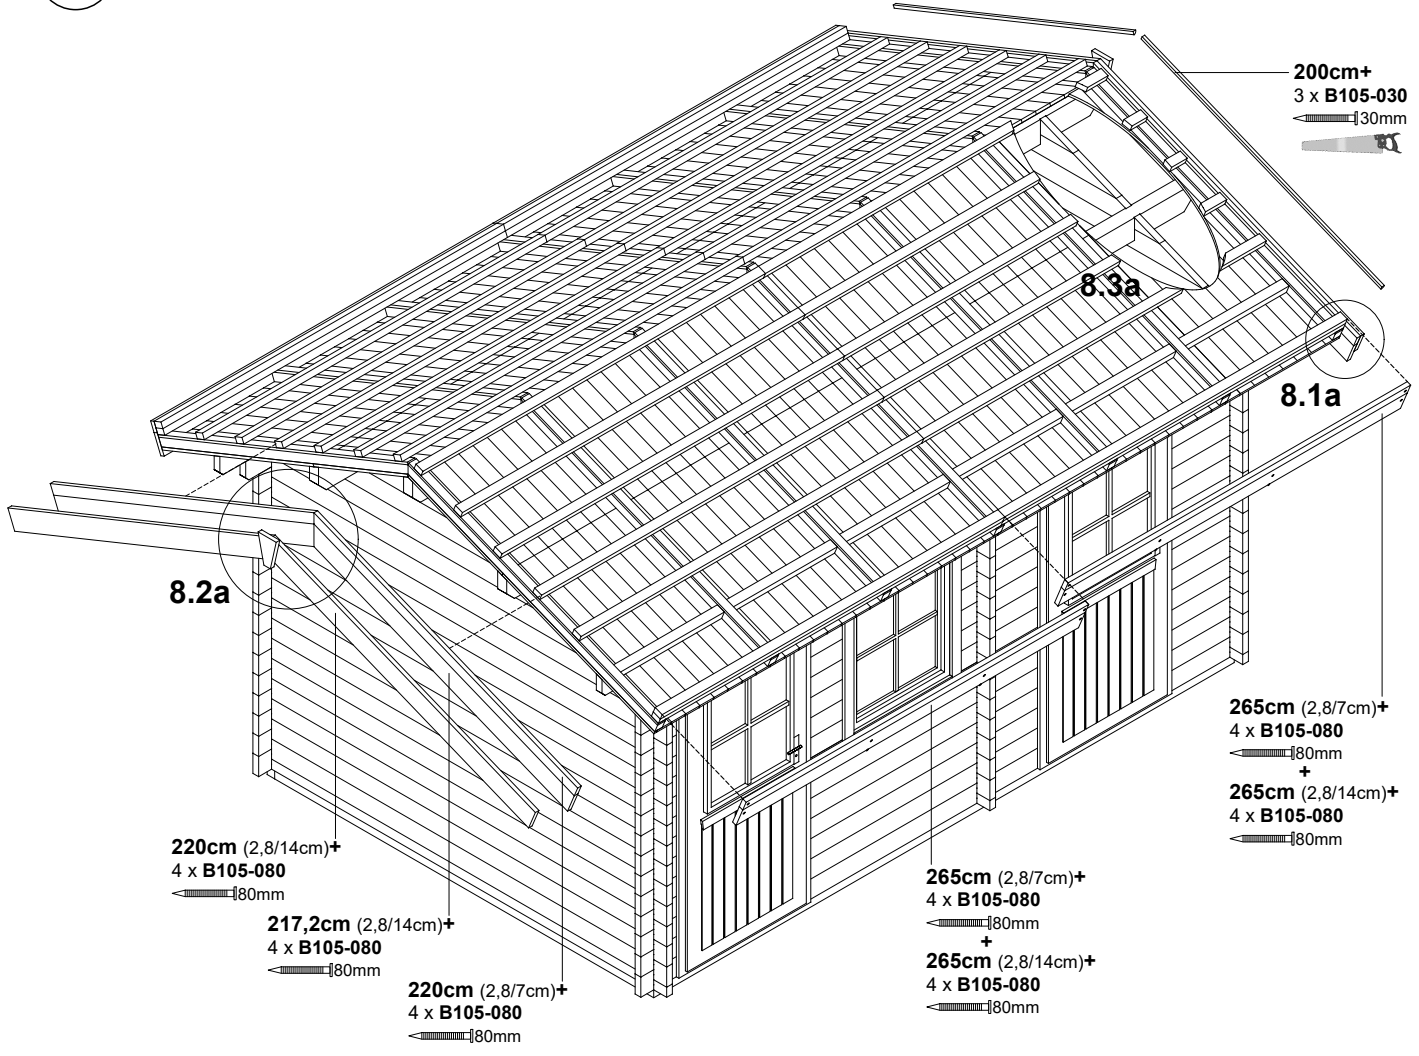 200cm+
3 x B105-030
30mm
8.3a
8.1a
8.2a
265cm (2,8/7cm)+
4 x B105-080
80mm
+
265cm (2,8/14cm)+
4 x B105-080
80mm
220cm (2,8/14cm)+
4 x B105-080
80mm
217,2cm (2,8/14cm)+
4 x B105-080
80mm
220cm (2,8/7cm)+
4 x B105-080
80mm
265cm (2,8/7cm)+
4 x B105-080
80mm
+
265cm (2,8/14cm)+
4 x B105-080
80mm